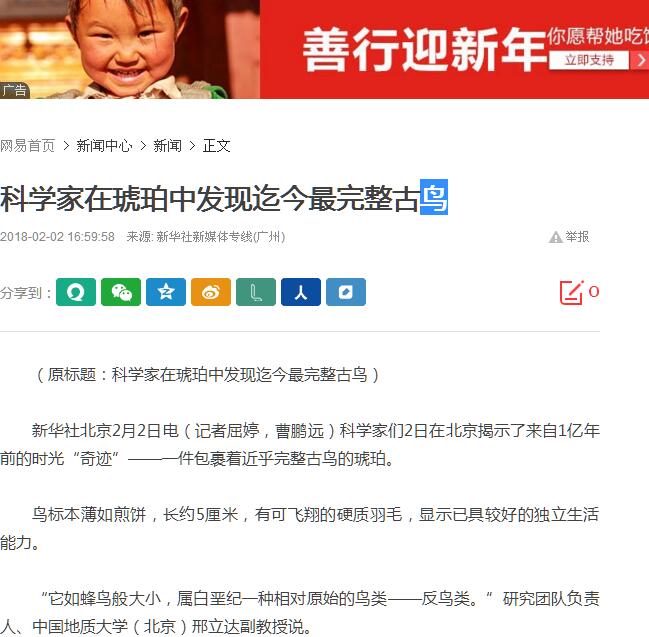 善行迎新年
你愿帮她吃
立即支持
广告
网易首页 > 新闻中心 > 新闻 > 正文
科学家在琥珀中发现迄今最完整古鸟
2018-02-02 16:59:58 来源: 新华社新媒体专线(广州)
举报
分享到：
0
（原标题：科学家在琥珀中发现迄今最完整古鸟）
新华社北京2月2日电（记者屈婷，曹鹏远）科学家们2日在北京揭示了来自1亿年
前的时光“奇迹”——一件包裹着近乎完整古鸟的琥珀。
鸟标本薄如煎饼，长约5厘米，有可飞翔的硬质羽毛，显示已具较好的独立生活
能力。
“它如蜂鸟般大小，属白垩纪一种相对原始的鸟类——反鸟类。“研究团队负责
人、中国地质大学（北京）邢立达副教授说。